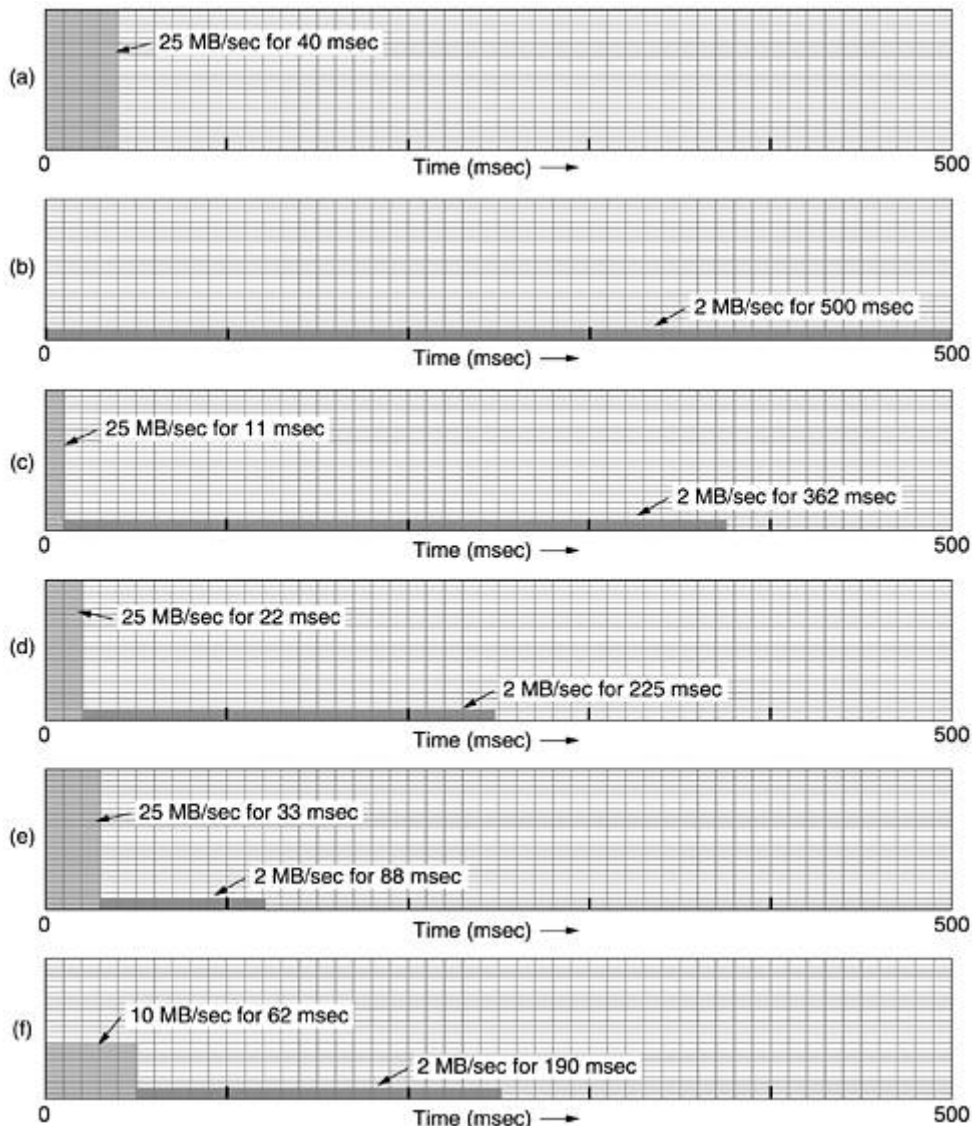 (a)
25 MB/sec for 40 msec
0
Time (msec)
500
(b)
2 MB/sec for 500 msec
0
Time (msec)
500
(c)
25 MB/sec for 11 msec
2 MB/sec for 362 msec
0
Time (msec)
500
(d)
25 MB/sec for 22 msec
2 MB/sec for 225 msec
0
Time (msec)
500
(e)
25 MB/sec for 33 msec
2 MB/sec for 88 msec
0
Time (msec)
500
(f)
10 MB/sec for 62 msec
2 MB/sec for 190 msec
0
Time (msec)
500